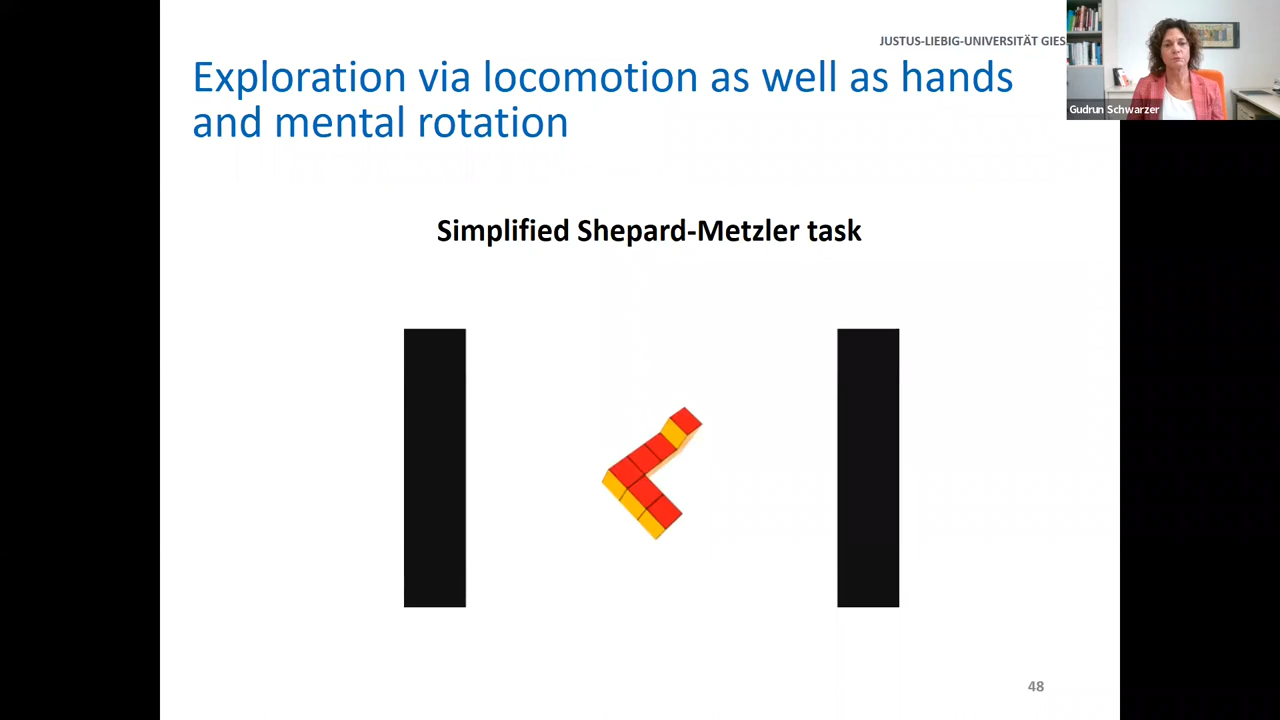 JUSTUS-LIEBIG-UNIVERSITÄT GIES
Exploration via locomotion as well as hands
and mental rotation
Gudrun Schwarzer
Simplified Shepard-Metzler task
48